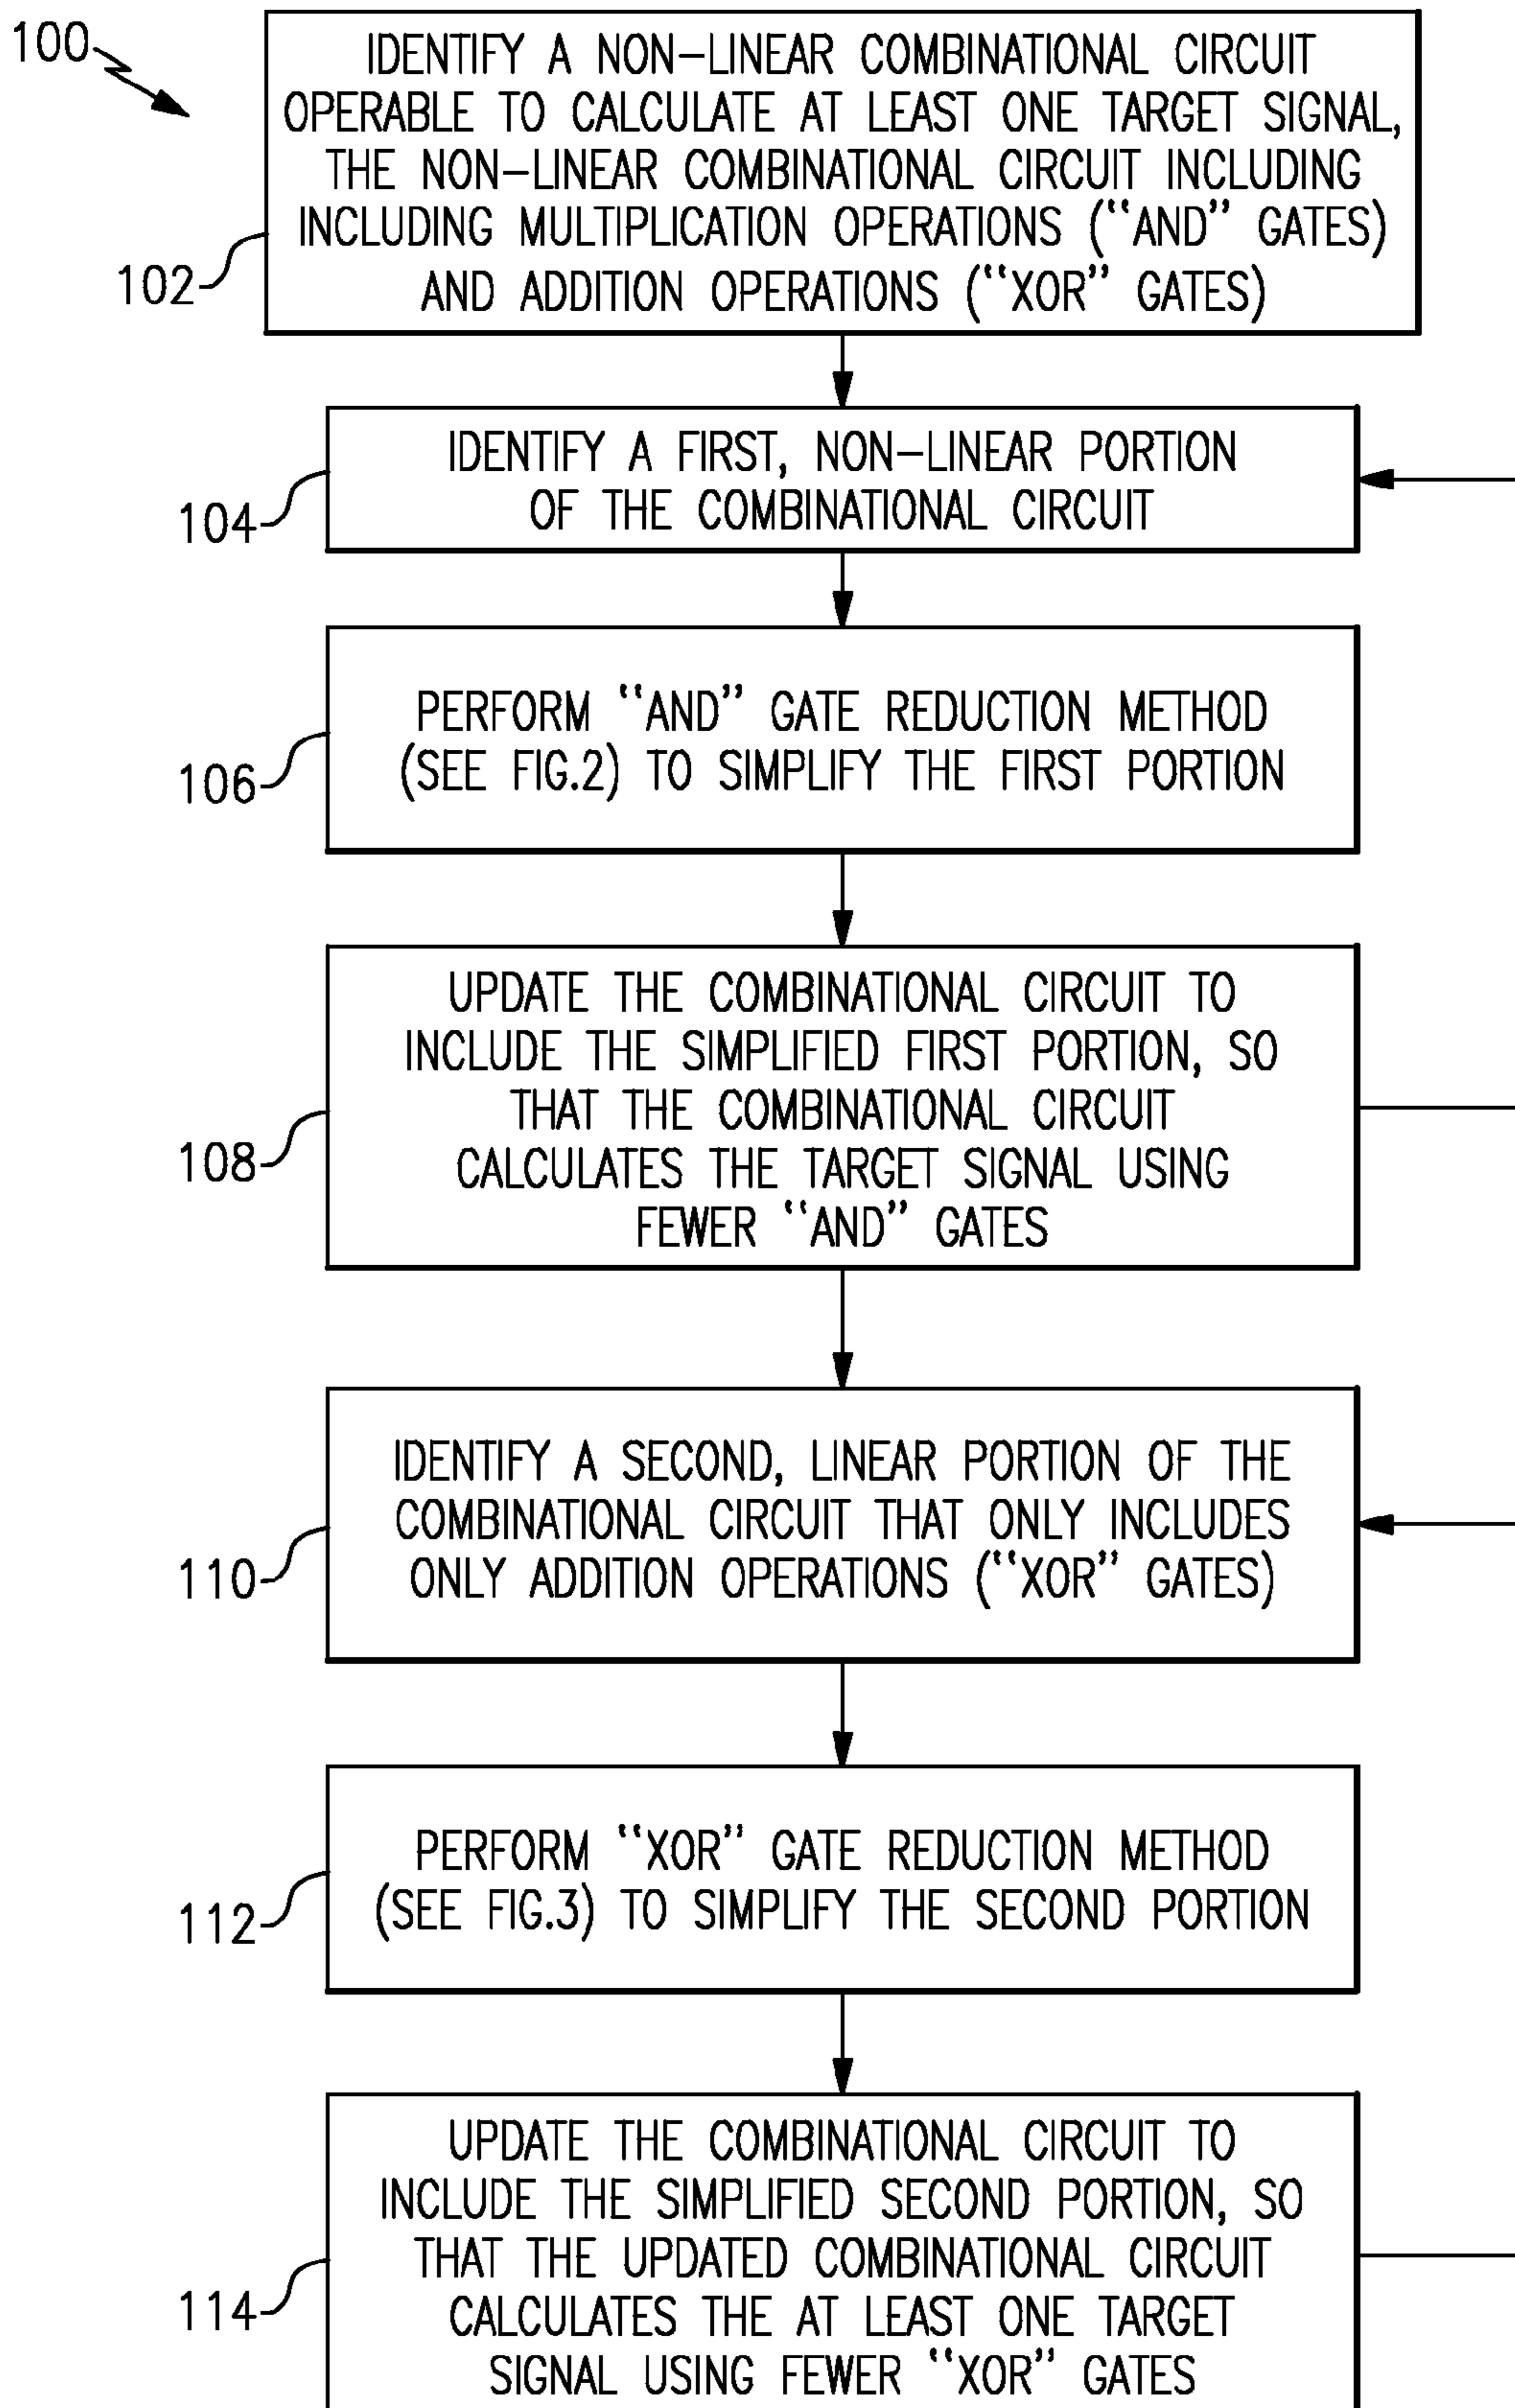 100
IDENTIFY A NON-LINEAR COMBINATIONAL CIRCUIT
OPERABLE TO CALCULATE AT LEAST ONE TARGET SIGNAL,
THE NON-LINEAR COMBINATIONAL CIRCUIT INCLUDING
INCLUDING MULTIPLICATION OPERATIONS (“AND” GATES)
AND ADDITION OPERATIONS (“XOR” GATES)
102
IDENTIFY A FIRST, NON-LINEAR PORTION
OF THE COMBINATIONAL CIRCUIT
104
PERFORM “AND” GATE REDUCTION METHOD
(SEE FIG.2) TO SIMPLIFY THE FIRST PORTION
106
UPDATE THE COMBINATIONAL CIRCUIT TO
INCLUDE THE SIMPLIFIED FIRST PORTION, SO
THAT THE COMBINATIONAL CIRCUIT
CALCULATES THE TARGET SIGNAL USING
FEWER “AND” GATES
108
IDENTIFY A SECOND, LINEAR PORTION OF THE
COMBINATIONAL CIRCUIT THAT ONLY INCLUDES
ONLY ADDITION OPERATIONS (“XOR” GATES)
110
PERFORM “XOR” GATE REDUCTION METHOD
(SEE FIG.3) TO SIMPLIFY THE SECOND PORTION
112
UPDATE THE COMBINATIONAL CIRCUIT TO
INCLUDE THE SIMPLIFIED SECOND PORTION, SO
THAT THE UPDATED COMBINATIONAL CIRCUIT
CALCULATES THE AT LEAST ONE TARGET
SIGNAL USING FEWER “XOR” GATES
114